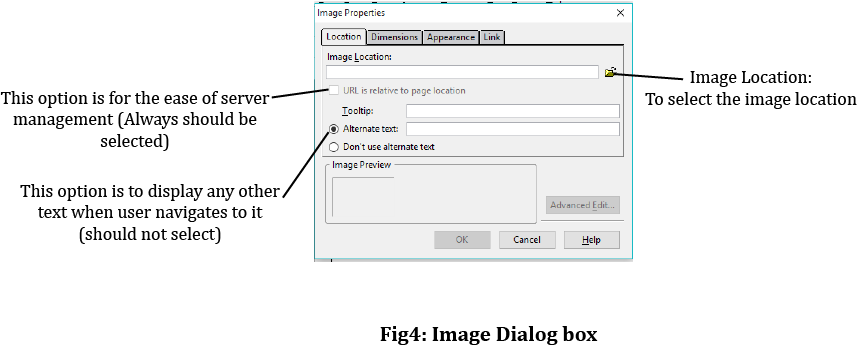 Image Properties
Location Dimensions Appearance Link
Image Location:
URL is relative to page location
Tooltip:
Alternate text:
Don't use alternate text
Image Preview
Advanced Edit...
OK Cancel Help
This option is for the ease of server
management (Always should be
selected)
This option is to display any other
text when user navigates to it
(should not select)
Image Location:
To select the image location
Fig4: Image Dialog box